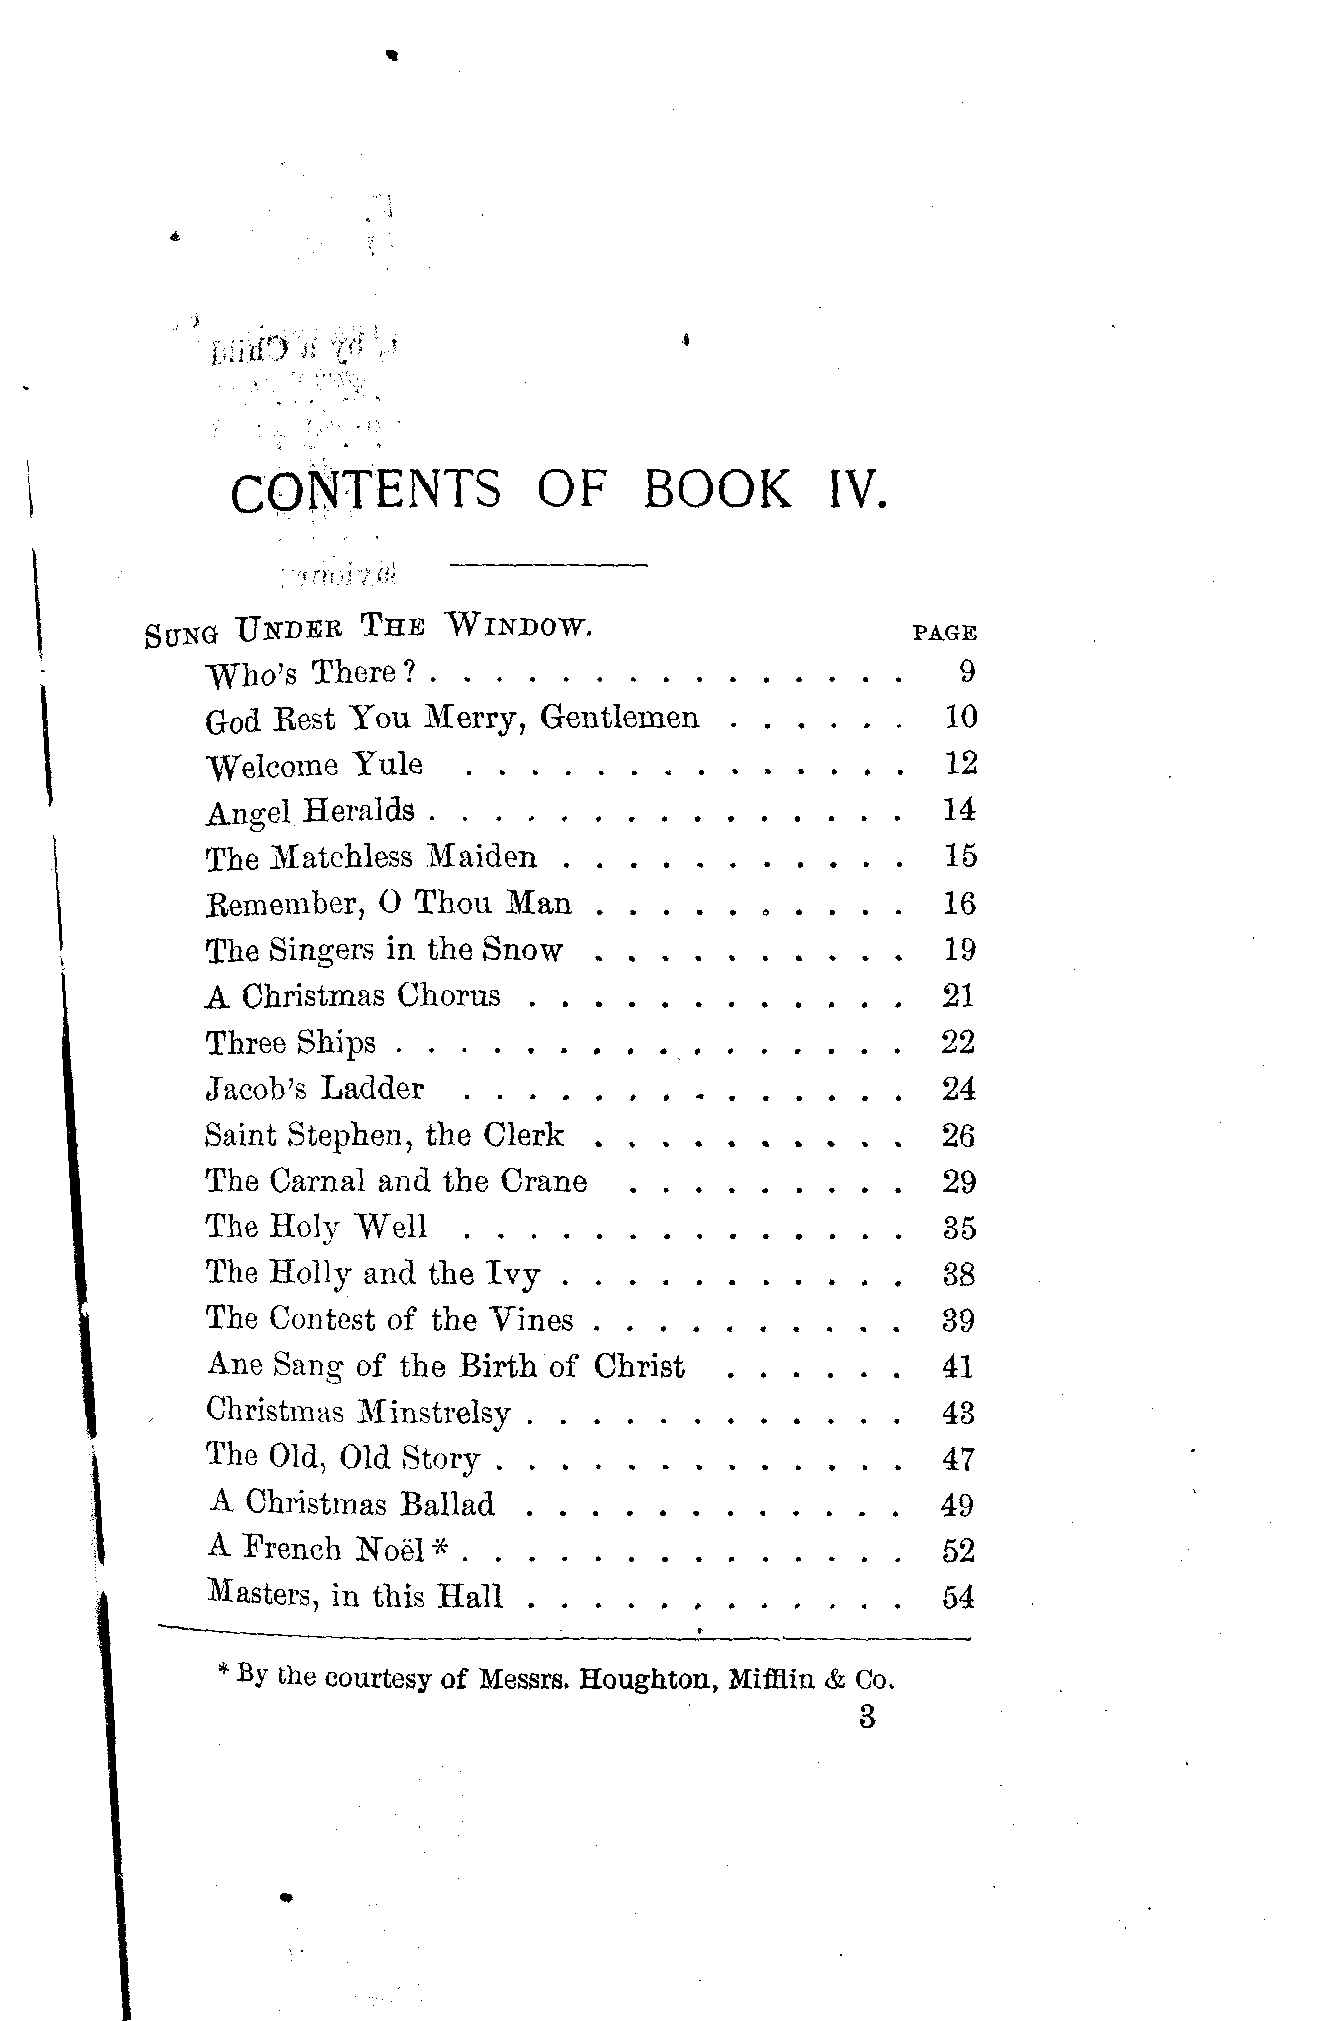 CONTENTS OF BOOK IV.
SUNG UNDER THE WINDOW. PAGE
Who's There? . . . . . . . . . . . . . . . 9
God Rest You Merry, Gentlemen . . . . . . 10
Welcome Yule . . . . . . . . . . . . . . 12
Angel Heralds . . . . . . . . . . . . . . . 14
The Matchless Maiden . . . . . . . . . . . 15
Remember, O Thou Man . . . . . . . . . . 16
The Singers in the Snow . . . . . . . . . . 19
A Christmas Chorus . . . . . . . . . . . . 21
Three Ships . . . . . . . . . . . . . . . . 22
Jacob's Ladder . . . . . . . . . . . . . . 24
Saint Stephen, the Clerk . . . . . . . . . . 26
The Carnal and the Crane . . . . . . . . . 29
The Holy Well . . . . . . . . . . . . . . 35
The Holly and the Ivy . . . . . . . . . . . 38
The Contest of the Vines . . . . . . . . . . 39
Ane Sang of the Birth of Christ . . . . . . 41
Christmas Minstrelsy . . . . . . . . . . . . 43
The Old, Old Story . . . . . . . . . . . . . 47
A Christmas Ballad . . . . . . . . . . . . 49
A French Noël * . . . . . . . . . . . . . . 52
Masters, in this Hall . . . . . . . . . . . . 54
* By the courtesy of Messrs. Houghton, Mifflin & Co.
3